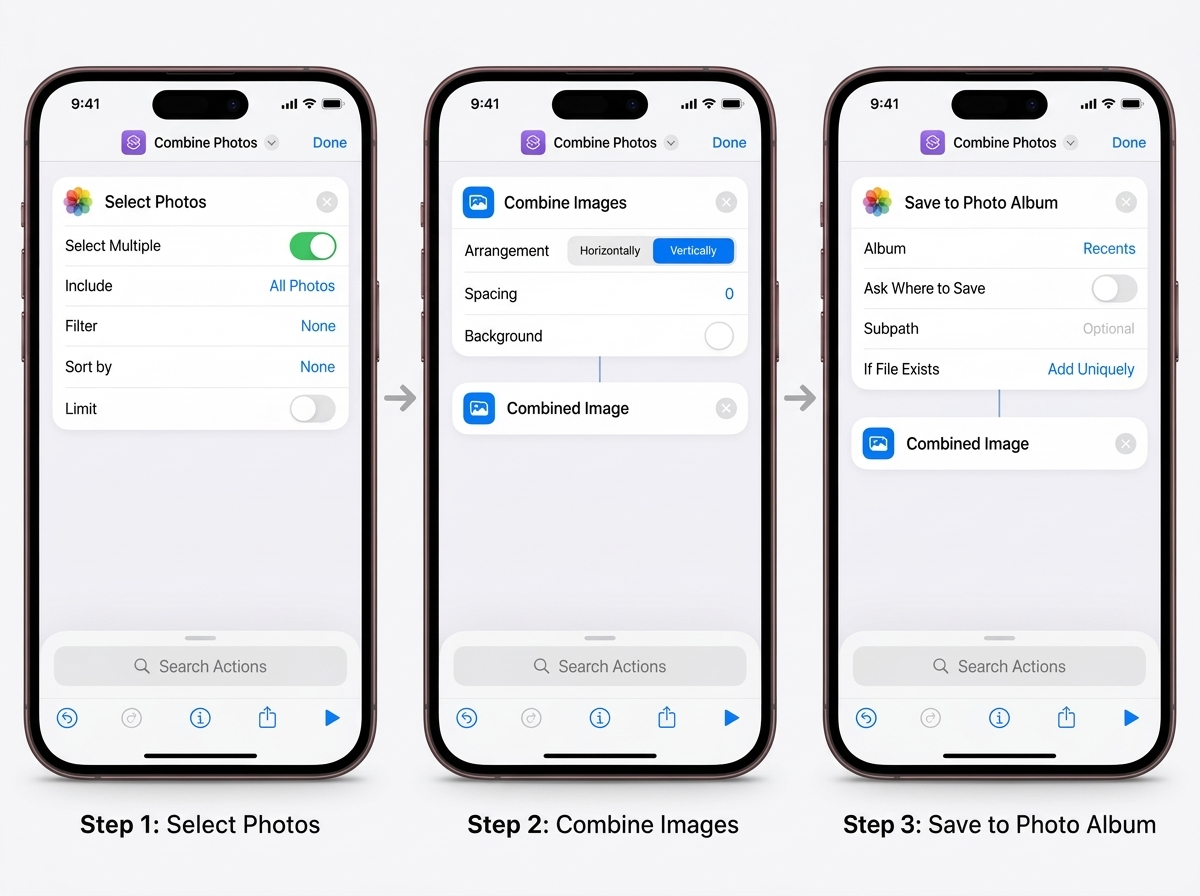 9:41
Combine Photos
Done
Select Photos
Select Multiple
Include All Photos
Filter None
Sort by None
Limit
Search Actions
Step 1: Select Photos
9:41
Combine Photos
Done
Combine Images
Arrangement Horizontally Vertically
Spacing 0
Background
Combined Image
Search Actions
Step 2: Combine Images
9:41
Combine Photos
Done
Save to Photo Album
Album Recents
Ask Where to Save
Subpath Optional
If File Exists Add Uniquely
Combined Image
Search Actions
Step 3: Save to Photo Album